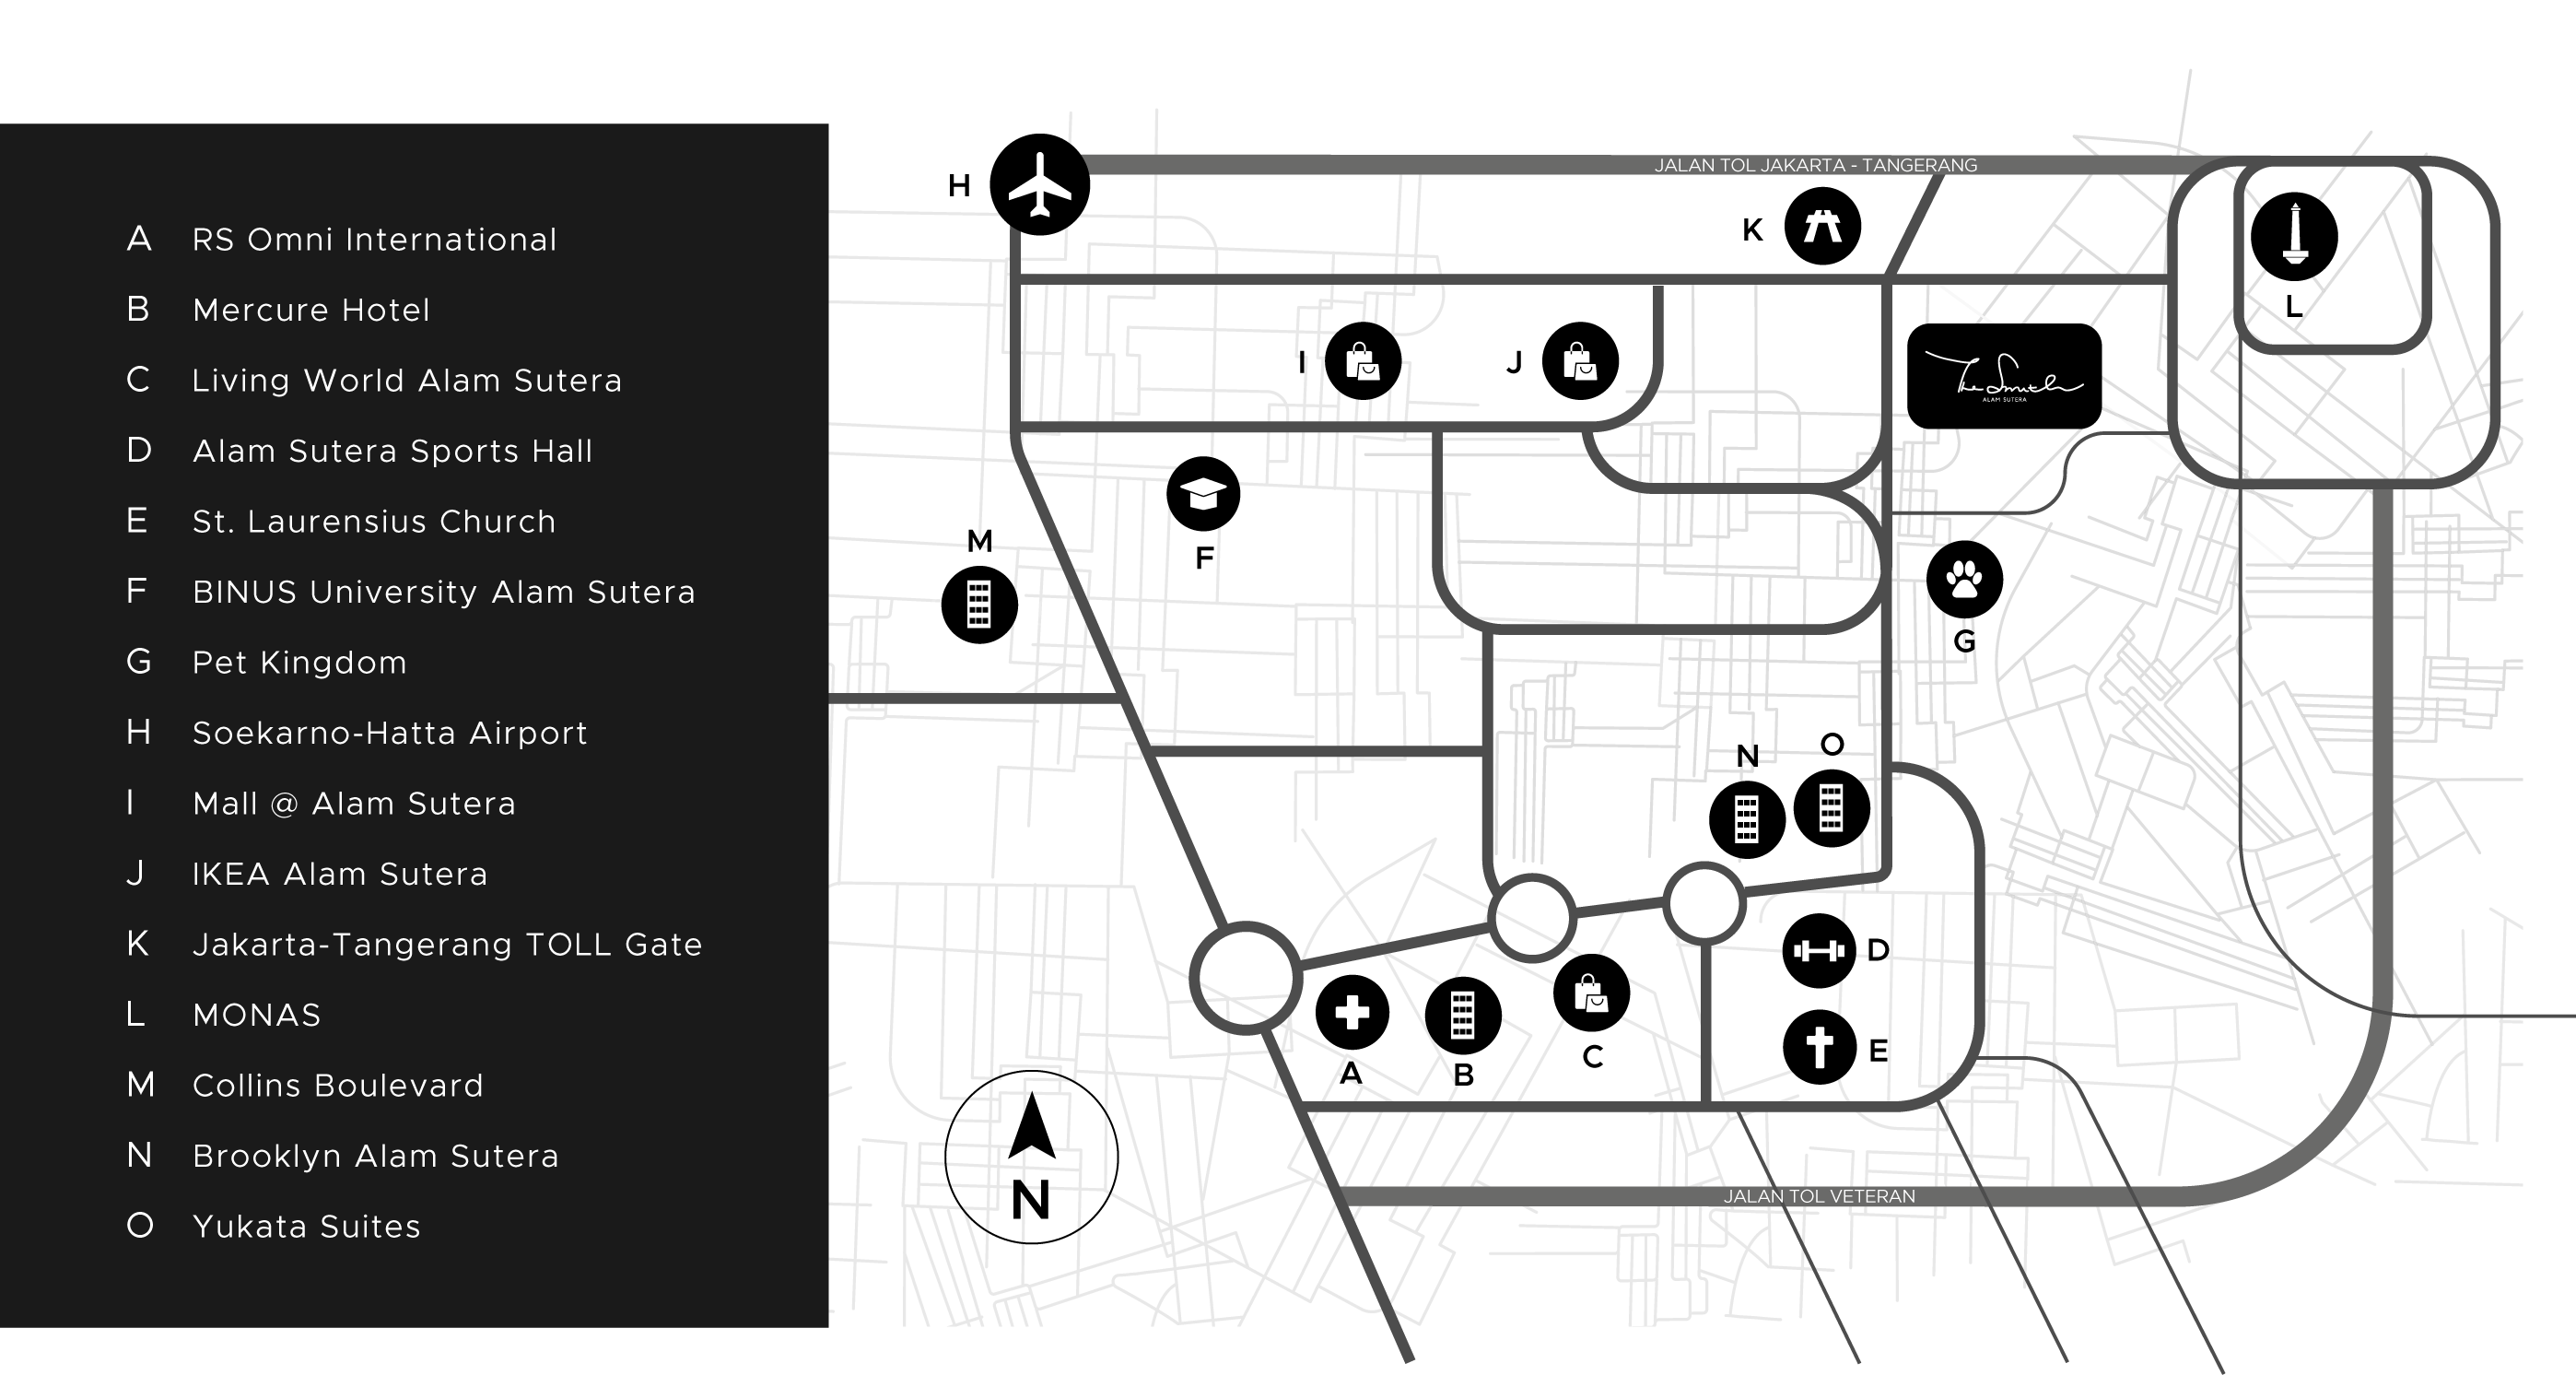 A RS Omni International
B Mercure Hotel
C Living World Alam Sutera
D Alam Sutera Sports Hall
E St. Laurensius Church
F BINUS University Alam Sutera
G Pet Kingdom
H Soekarno-Hatta Airport
I Mall @ Alam Sutera
J IKEA Alam Sutera
K Jakarta-Tangerang TOLL Gate
L MONAS
M Collins Boulevard
N Brooklyn Alam Sutera
O Yukata Suites
JALAN TOL JAKARTA - TANGERANG
H
K
L
I
J
The Smith
ALAM SUTERA
F
M
G
N
O
D
E
A
B
C
N
JALAN TOL VETERAN